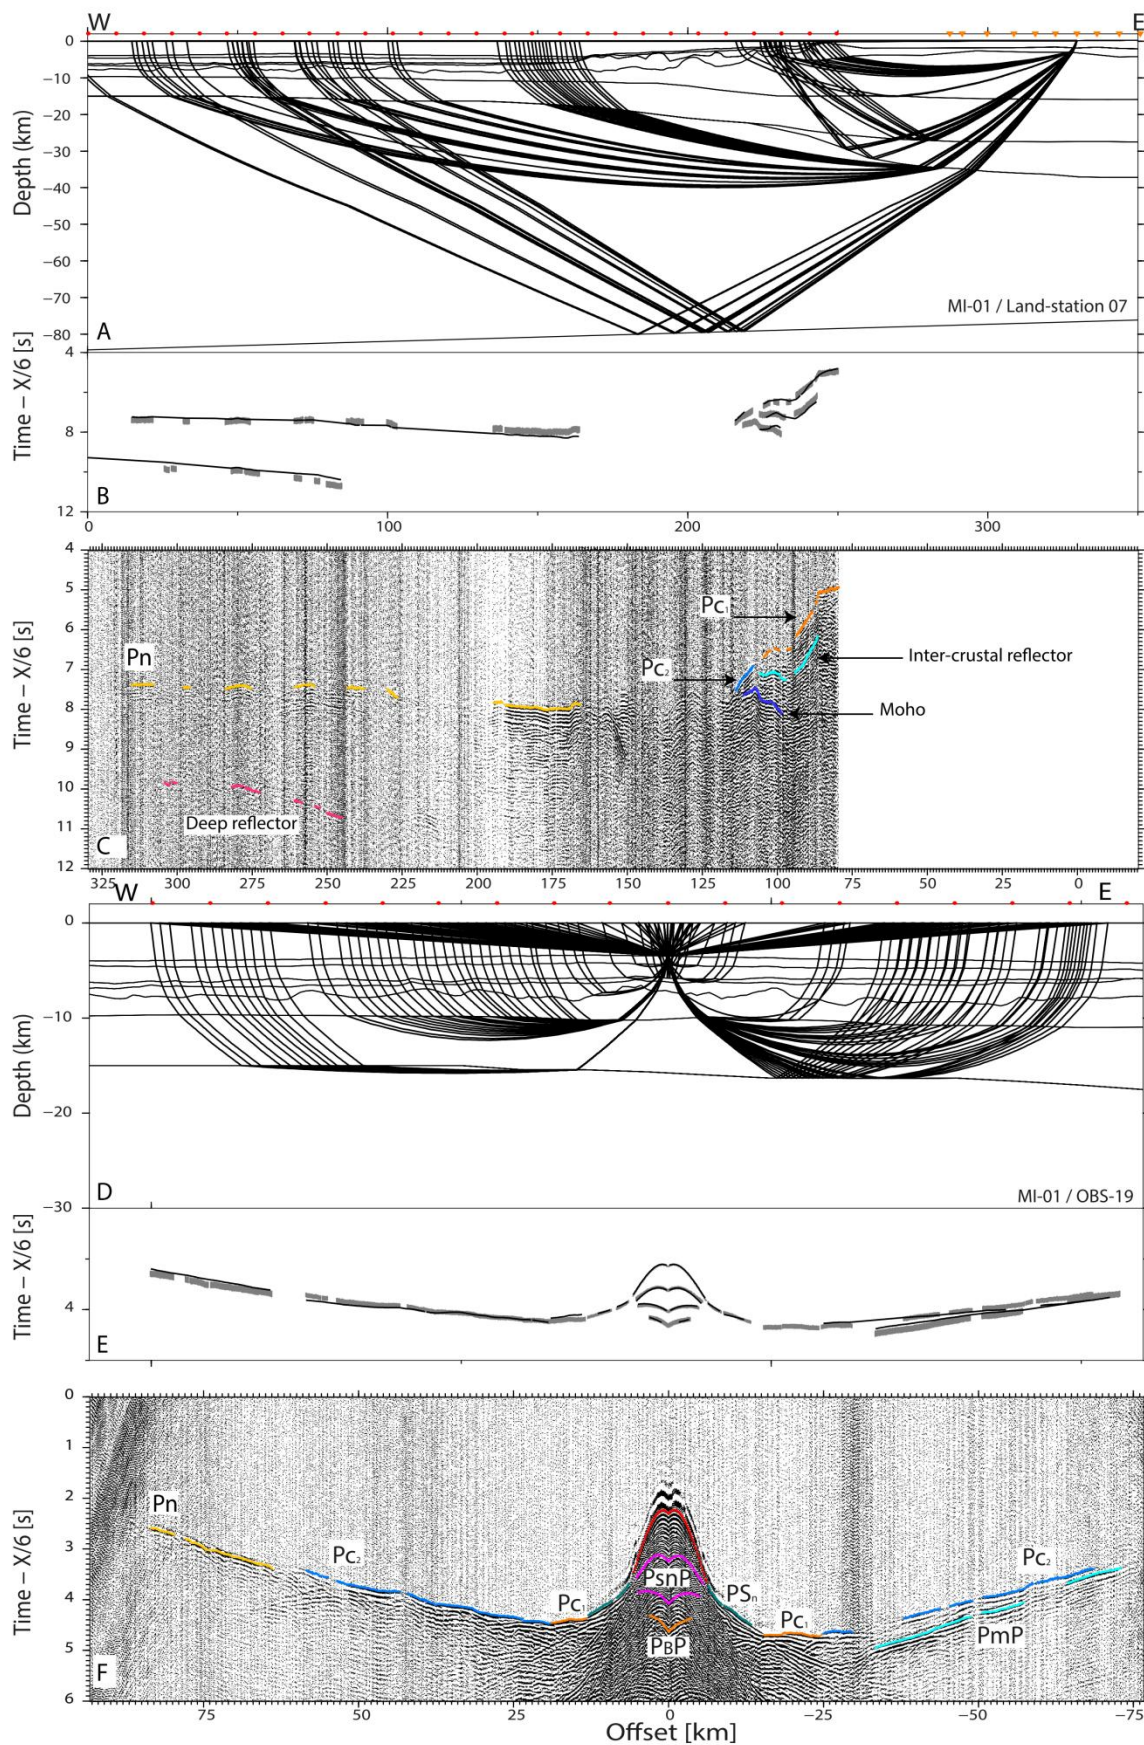 W E
0
−10
−20
−30
−40
−50
−60
−70
−80
Depth (km)
A
MI-01 / Land-station 07
4
8
12
Time − X/6 [s]
B
0 100 200 300
4
5
6
7
8
9
10
11
12
Time − X/6 [s]
Pn
Pc1
Pc2
Inter-crustal reflector
Moho
Deep reflector
C
325 300 275 250 225 200 175 150 125 100 75 50 25 0
W E
0
−10
−20
−30
Depth (km)
D
MI-01 / OBS-19
4
Time − X/6 [s]
E
0
1
2
3
4
5
6
Time − X/6 [s]
Pn
Pc2
Pc1
PsnP
PSn
PBP
Pc1
Pc2
PmP
F
75 50 25 0 −25 −50 −75
Offset [km]